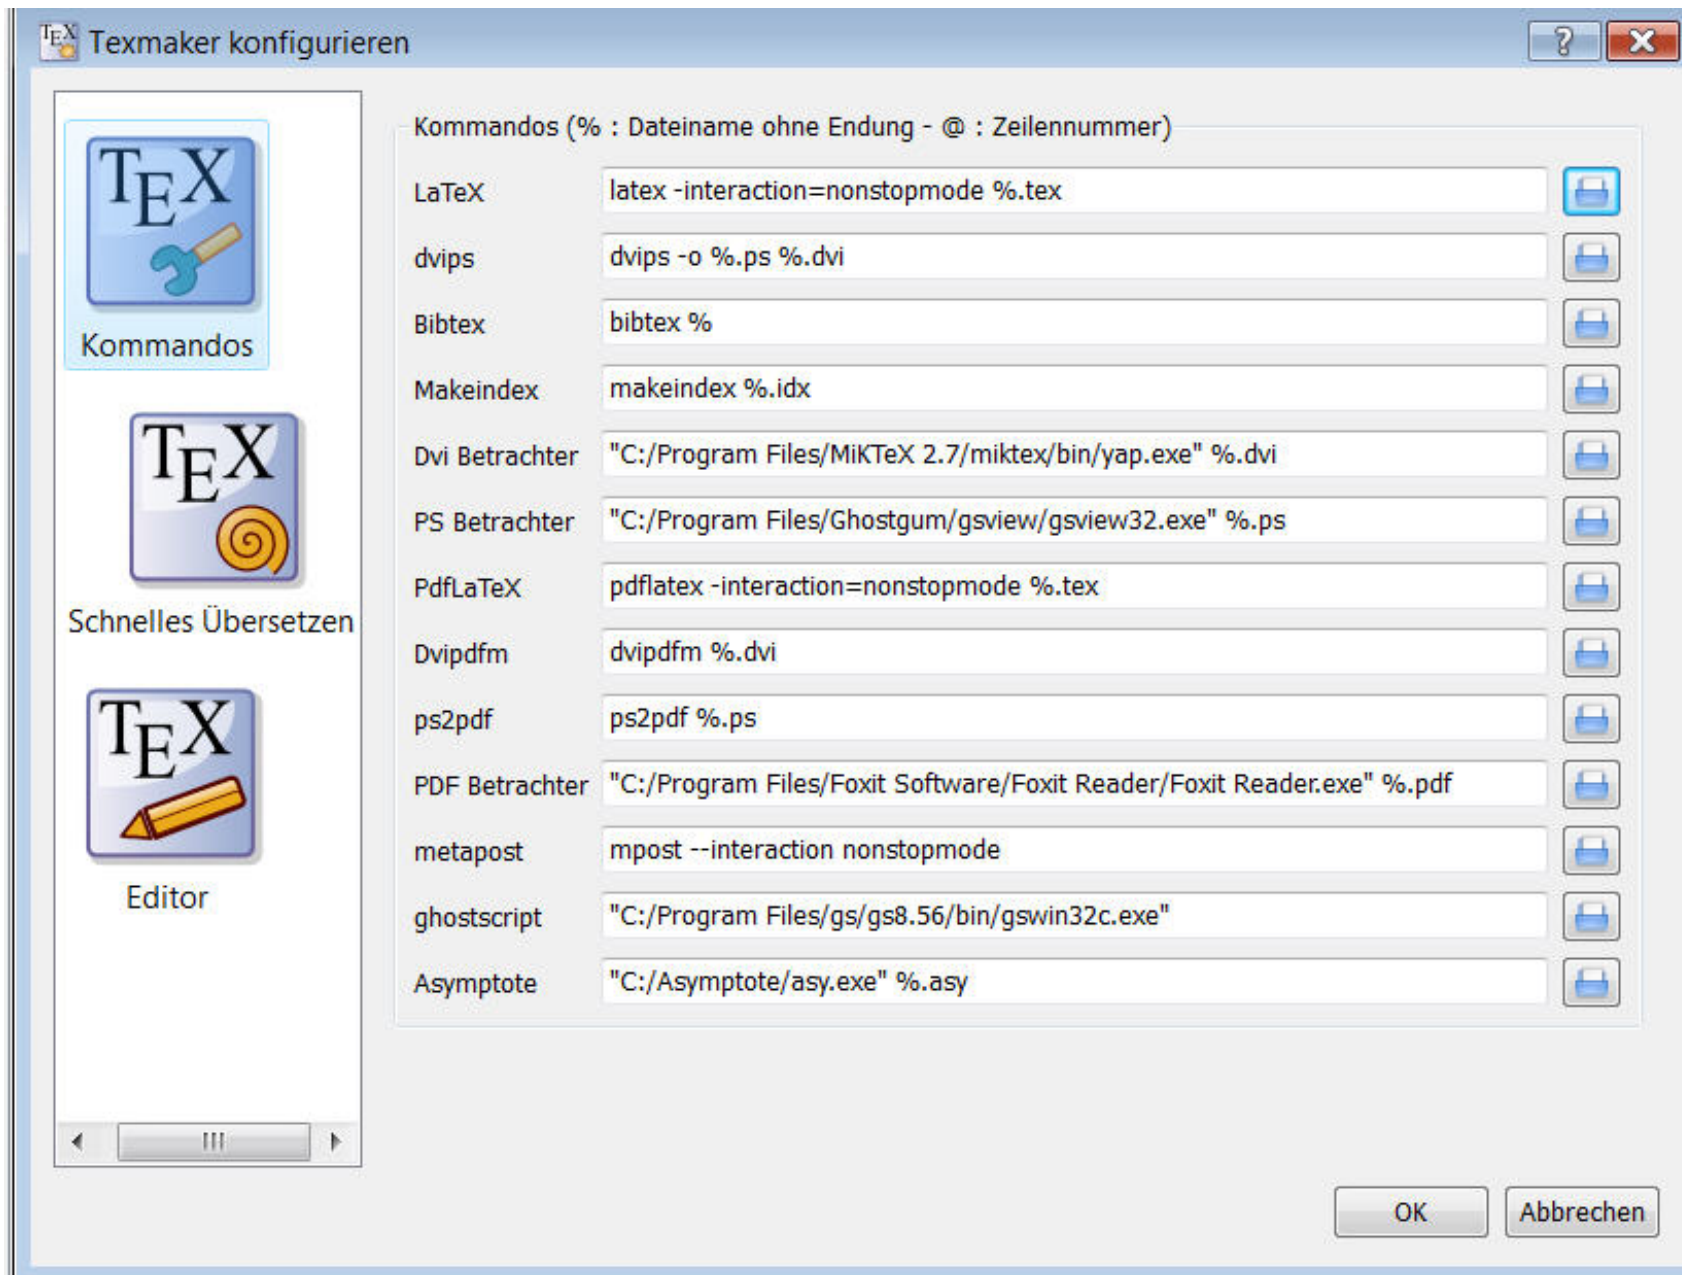 TEX Texmaker konfigurieren
TEX
Kommandos
TEX
Schnelles Übersetzen
TEX
Editor
Kommandos (% : Dateiname ohne Endung - @ : Zeilennummer)
LaTeX latex -interaction=nonstopmode %.tex
dvips dvips -o %.ps %.dvi
Bibtex bibtex %
Makeindex makeindex %.idx
Dvi Betrachter "C:/Program Files/MiKTeX 2.7/miktex/bin/yap.exe" %.dvi
PS Betrachter "C:/Program Files/Ghostgum/gsview/gsview32.exe" %.ps
PdfLaTeX pdflatex -interaction=nonstopmode %.tex
Dvipdfm dvipdfm %.dvi
ps2pdf ps2pdf %.ps
PDF Betrachter "C:/Program Files/Foxit Software/Foxit Reader/Foxit Reader.exe" %.pdf
metapost mpost --interaction nonstopmode
ghostscript "C:/Program Files/gs/gs8.56/bin/gswin32c.exe"
Asymptote "C:/Asymptote/asy.exe" %.asy
OK Abbrechen